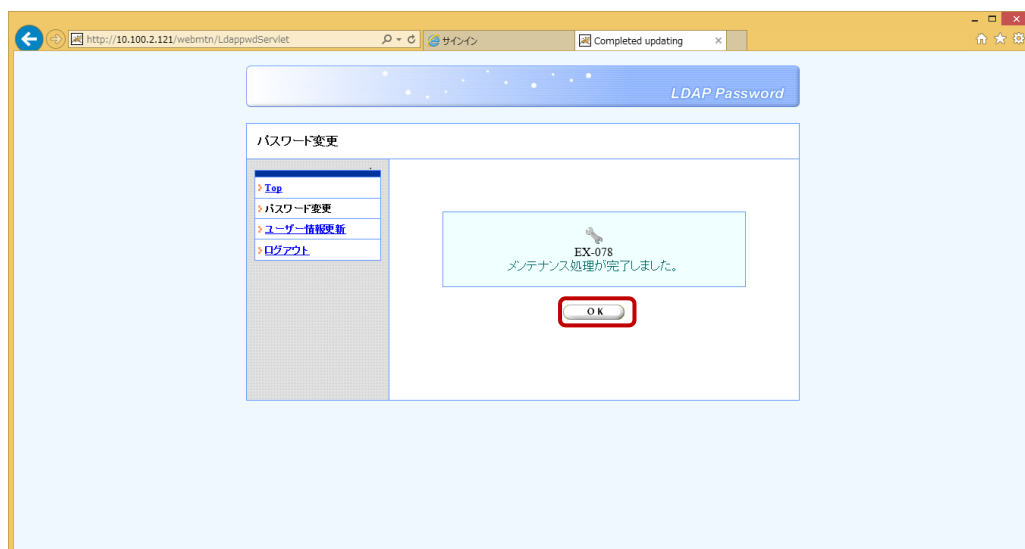 http://10.100.2.121/webmtn/LdappwdServlet
サインイン
Completed updating
LDAP Password
パスワード変更
Top
パスワード変更
ユーザー情報更新
ログアウト
EX-078
メンテナンス処理が完了しました。
OK